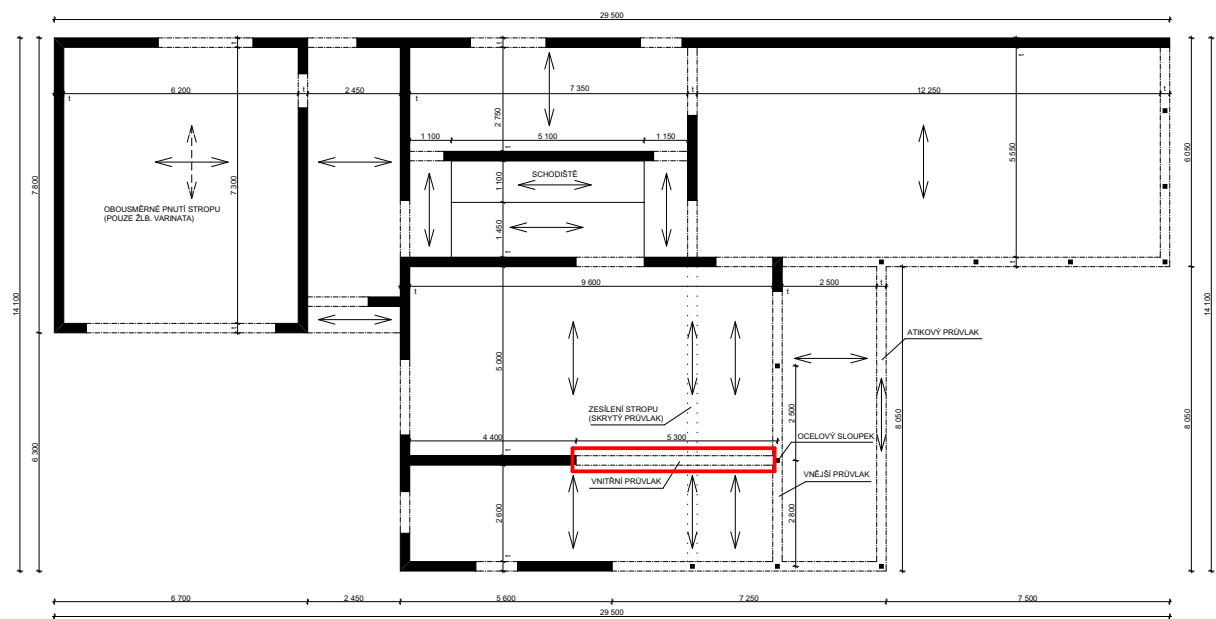 29 500
6 200
t
2 450
7 350
t
12 250
t
t
2 750
1 100
5 100
1 150
5 550
6 050
7 800
7 300
SCHODIŠTĚ
1 100
1 450
OBOUSMĚRNÉ PNUTÍ STROPU
(POUZE ŽLB. VARINATA)
14 100
14 100
t
9 600
t
2 500
t
ATIKOVÝ PRŮVLAK
5 000
ZESÍLENÍ STROPU
(SKRYTÝ PRŮVLAK)
2 500
8 050
8 050
4 400
5 300
OCELOVÝ SLOUPEK
6 300
VNITŘNÍ PRŮVLAK
VNĚJŠÍ PRŮVLAK
2 600
2 800
6 700
2 450
5 600
7 250
7 500
29 500